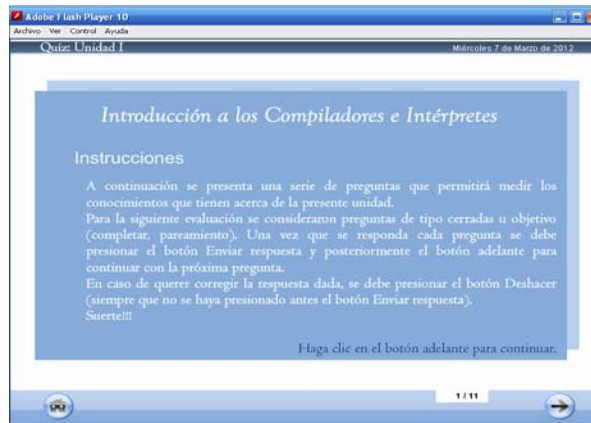 Adobe Flash Player 10
Archivo Ver Control Ayuda
Quiz: Unidad I
Miércoles 7 de Marzo de 2012
Introducción a los Compiladores e Intérpretes
Instrucciones
A continuación se presenta una serie de preguntas que permitirá medir los
conocimientos que tienen acerca de la presente unidad.
Para la siguiente evaluación se consideraron preguntas de tipo cerradas u objetivo
(completar, pareamiento). Una vez que se responda cada pregunta se debe
presionar el botón Enviar respuesta y posteriormente el botón adelante para
continuar con la próxima pregunta.
En caso de querer corregir la respuesta dada, se debe presionar el botón Deshacer
(siempre que no se haya presionado antes el botón Enviar respuesta).
Suerte!!!
Haga clic en el botón adelante para continuar.
1 / 11